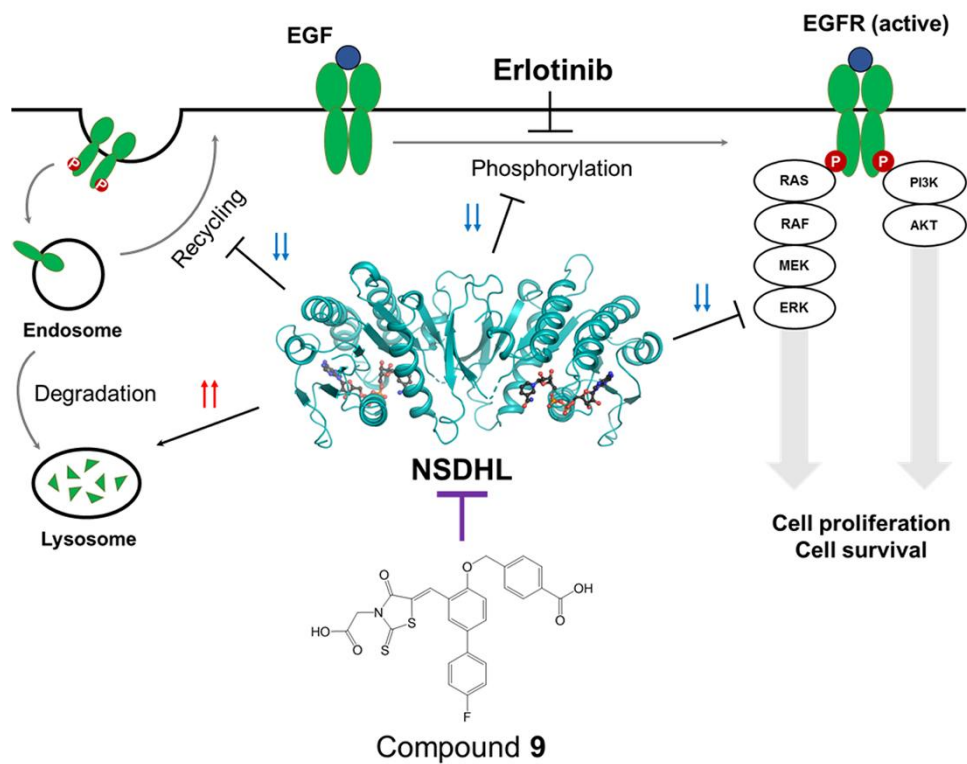 EGF
EGFR (active)
Erlotinib
Phosphorylation
Recycling
P
P
P
P
RAS
RAF
MEK
ERK
PI3K
AKT
Endosome
Degradation
Lysosome
NSDHL
Cell proliferation
Cell survival
O
O
OH
O
N
S
S
HO
O
F
Compound 9